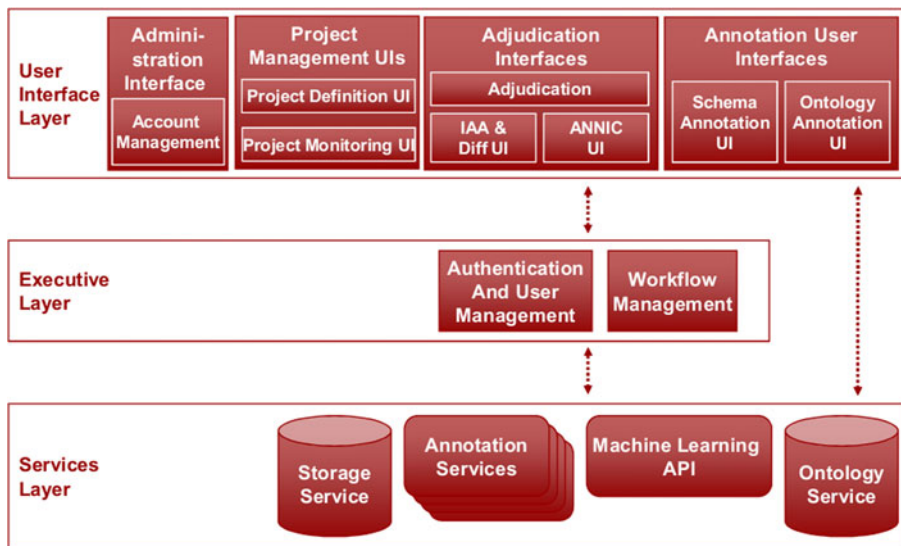 User
Interface
Layer
Admini-
stration
Interface
Account
Management
Project
Management UIs
Project Definition UI
Project Monitoring UI
Adjudication
Interfaces
Adjudication
IAA &
Diff UI
ANNIC
UI
Annotation User
Interfaces
Schema
Annotation
UI
Ontology
Annotation
UI
Executive
Layer
Authentication
And User
Management
Workflow
Management
Services
Layer
Storage
Service
Annotation
Services
Machine Learning
API
Ontology
Service